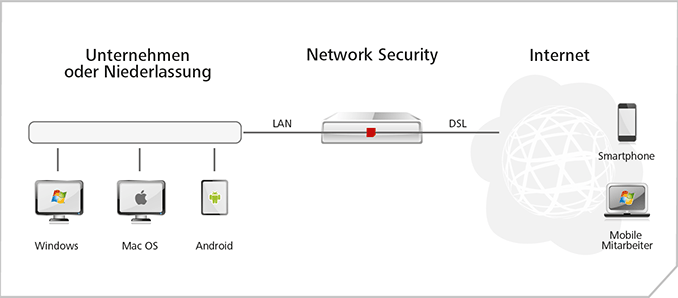 Unternehmen
oder Niederlassung
Network Security
Internet
LAN
DSL
Smartphone
Windows
Mac OS
Android
Mobile
Mitarbeiter